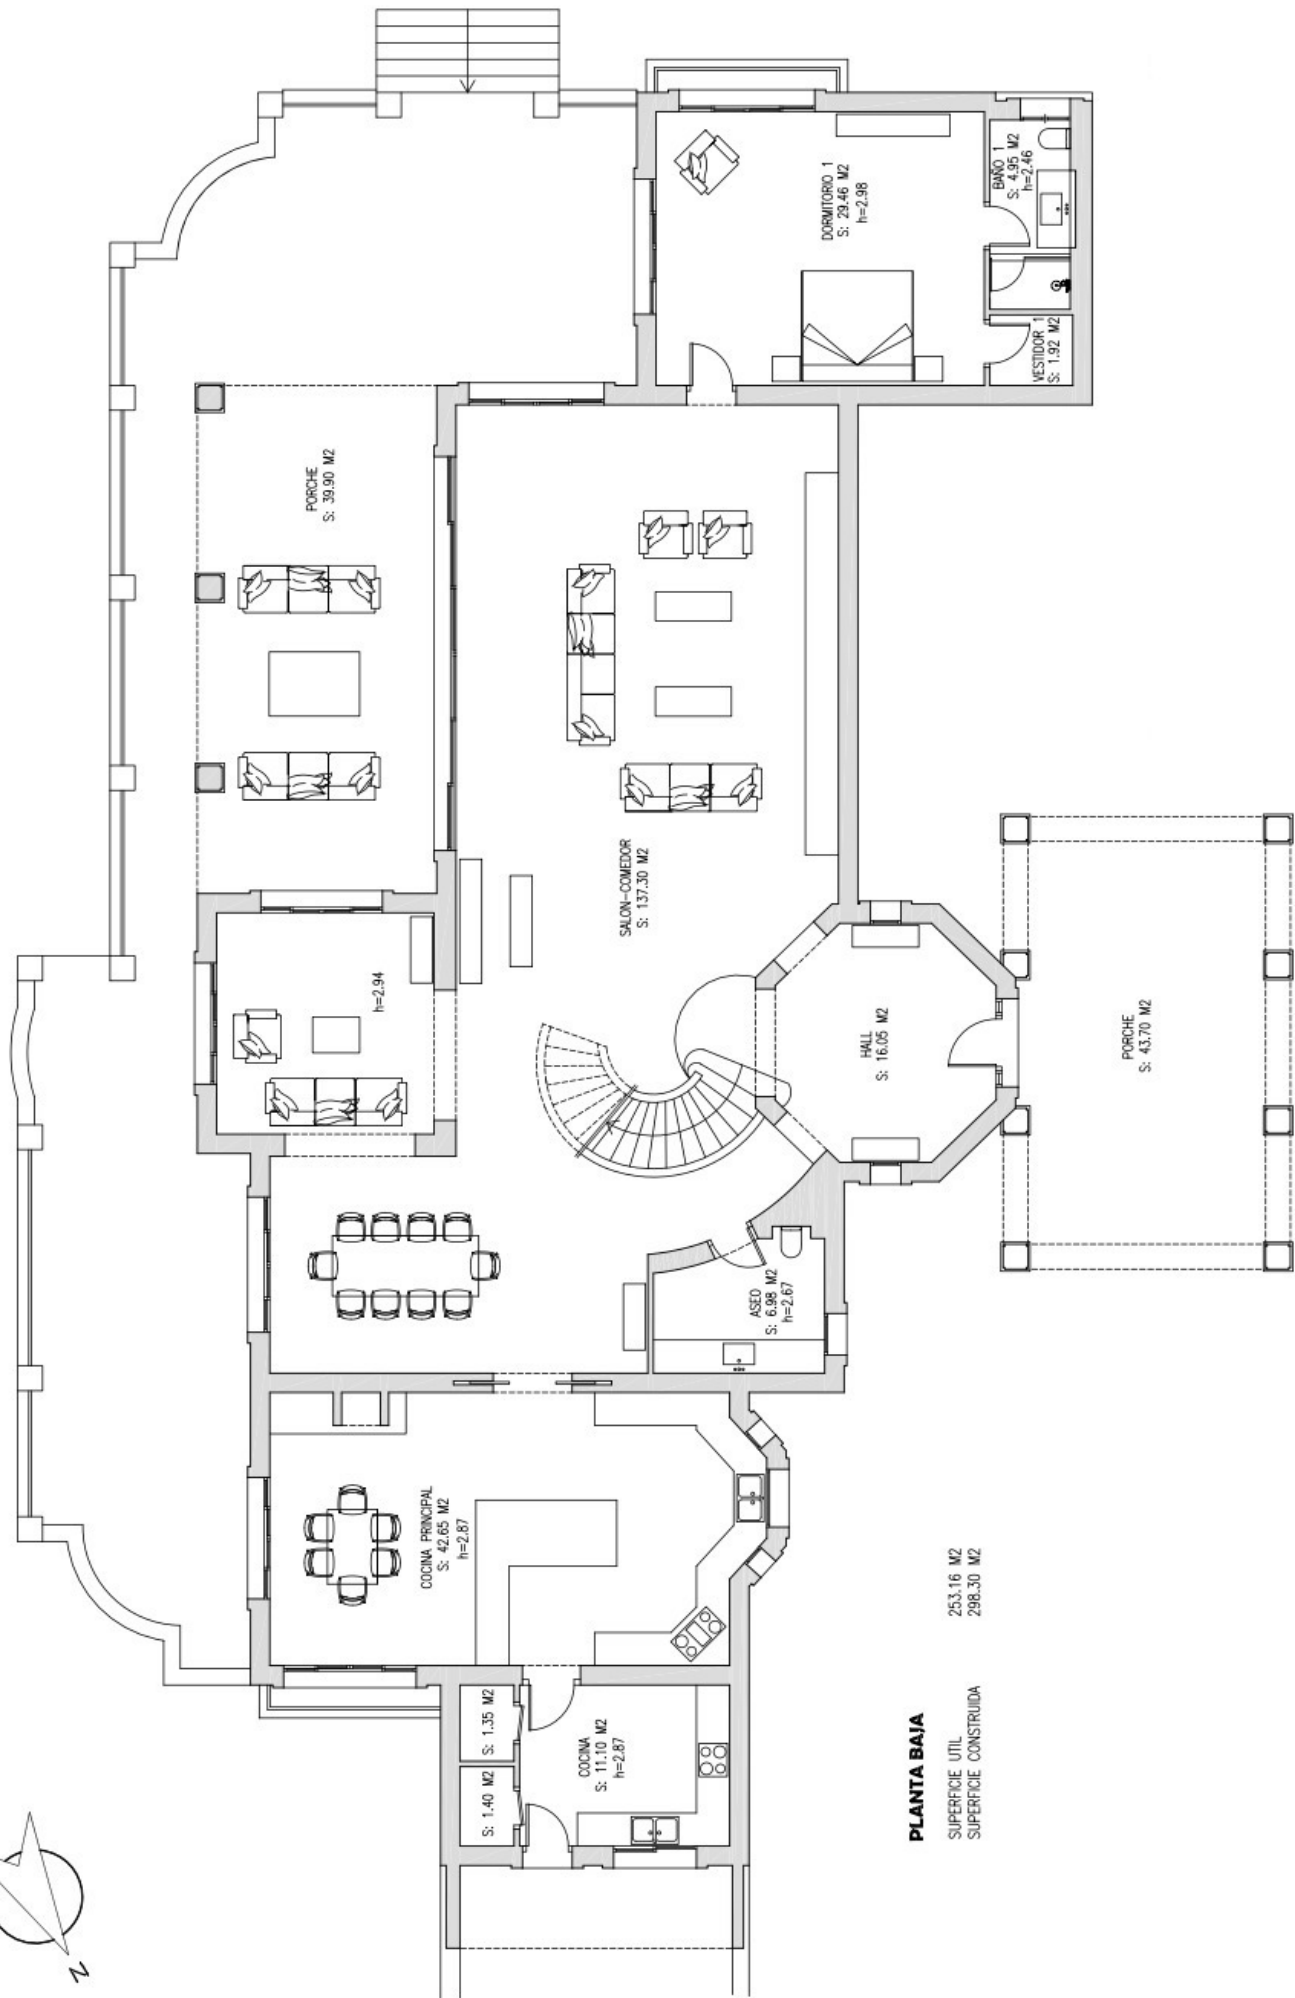 BAÑO 1
S: 4.95 M2
h=2.46
DORMITORIO 1
S: 29.46 M2
h=2.98
VESTIDOR 1
S: 1.92 M2
PORCHE
S: 39.90 M2
SALON-COMEDOR
S: 137.30 M2
h=2.94
HALL
S: 16.05 M2
PORCHE
S: 43.70 M2
ASEO
S: 6.98 M2
h=2.67
COCINA PRINCIPAL
S: 42.65 M2
h=2.87
S: 1.35 M2
S: 1.40 M2
COCINA
S: 11.10 M2
h=2.87
PLANTA BAJA
SUPERFICIE UTIL 253.16 M2
SUPERFICIE CONSTRUIDA 298.30 M2
N